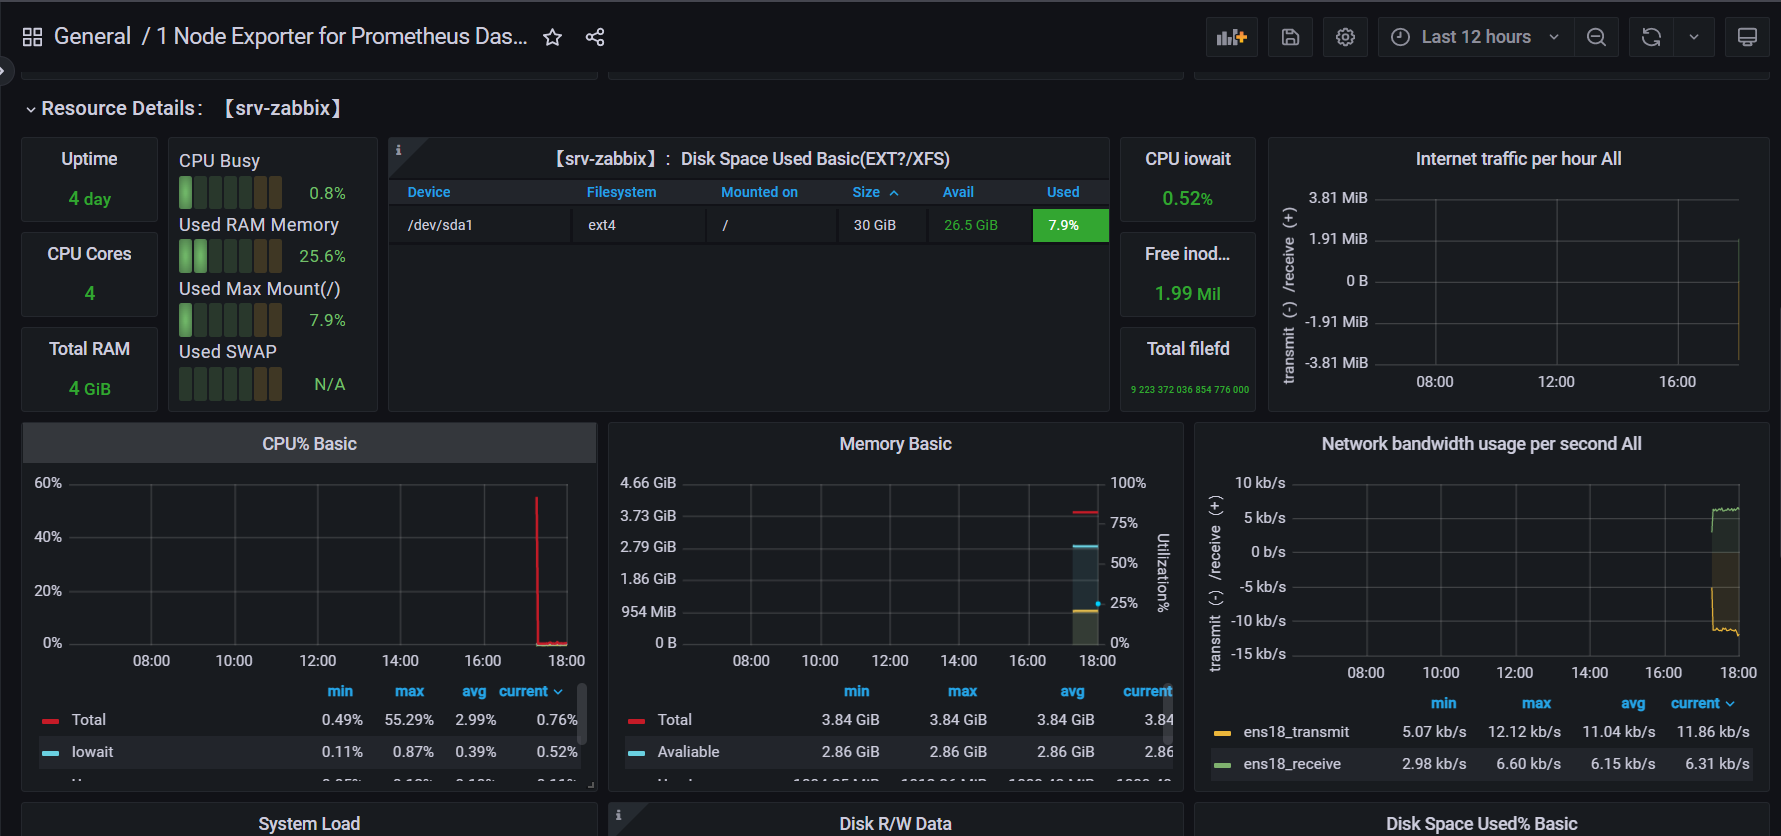 General / 1 Node Exporter for Prometheus Das...
Last 12 hours
Resource Details：【srv-zabbix】
Uptime
4 day
CPU Cores
4
Total RAM
4 GiB
CPU Busy
0.8%
Used RAM Memory
25.6%
Used Max Mount(/)
7.9%
Used SWAP
N/A
i
【srv-zabbix】：Disk Space Used Basic(EXT?/XFS)
Device Filesystem Mounted on Size Avail Used
/dev/sda1 ext4 / 30 GiB 26.5 GiB 7.9%
CPU iowait
0.52%
Free inod...
1.99 Mil
Total filefd
9 223 372 036 854 776 000
Internet traffic per hour All
transmit（-）/receive（+）
3.81 MiB
1.91 MiB
0 B
-1.91 MiB
-3.81 MiB
08:00 12:00 16:00
CPU% Basic
60%
40%
20%
0%
08:00 10:00 12:00 14:00 16:00 18:00
min max avg current
Total 0.49% 55.29% 2.99% 0.76%
Iowait 0.11% 0.87% 0.39% 0.52%
Memory Basic
4.66 GiB
3.73 GiB
2.79 GiB
1.86 GiB
954 MiB
0 B
100%
75%
50%
25%
0%
Utilization%
08:00 10:00 12:00 14:00 16:00 18:00
min max avg current
Total 3.84 GiB 3.84 GiB 3.84 GiB 3.84
Avaliable 2.86 GiB 2.86 GiB 2.86 GiB 2.86
Network bandwidth usage per second All
transmit（-）/receive（+）
10 kb/s
5 kb/s
0 b/s
-5 kb/s
-10 kb/s
-15 kb/s
08:00 10:00 12:00 14:00 16:00 18:00
min max avg current
ens18_transmit 5.07 kb/s 12.12 kb/s 11.04 kb/s 11.86 kb/s
ens18_receive 2.98 kb/s 6.60 kb/s 6.15 kb/s 6.31 kb/s
System Load
i
Disk R/W Data
Disk Space Used% Basic